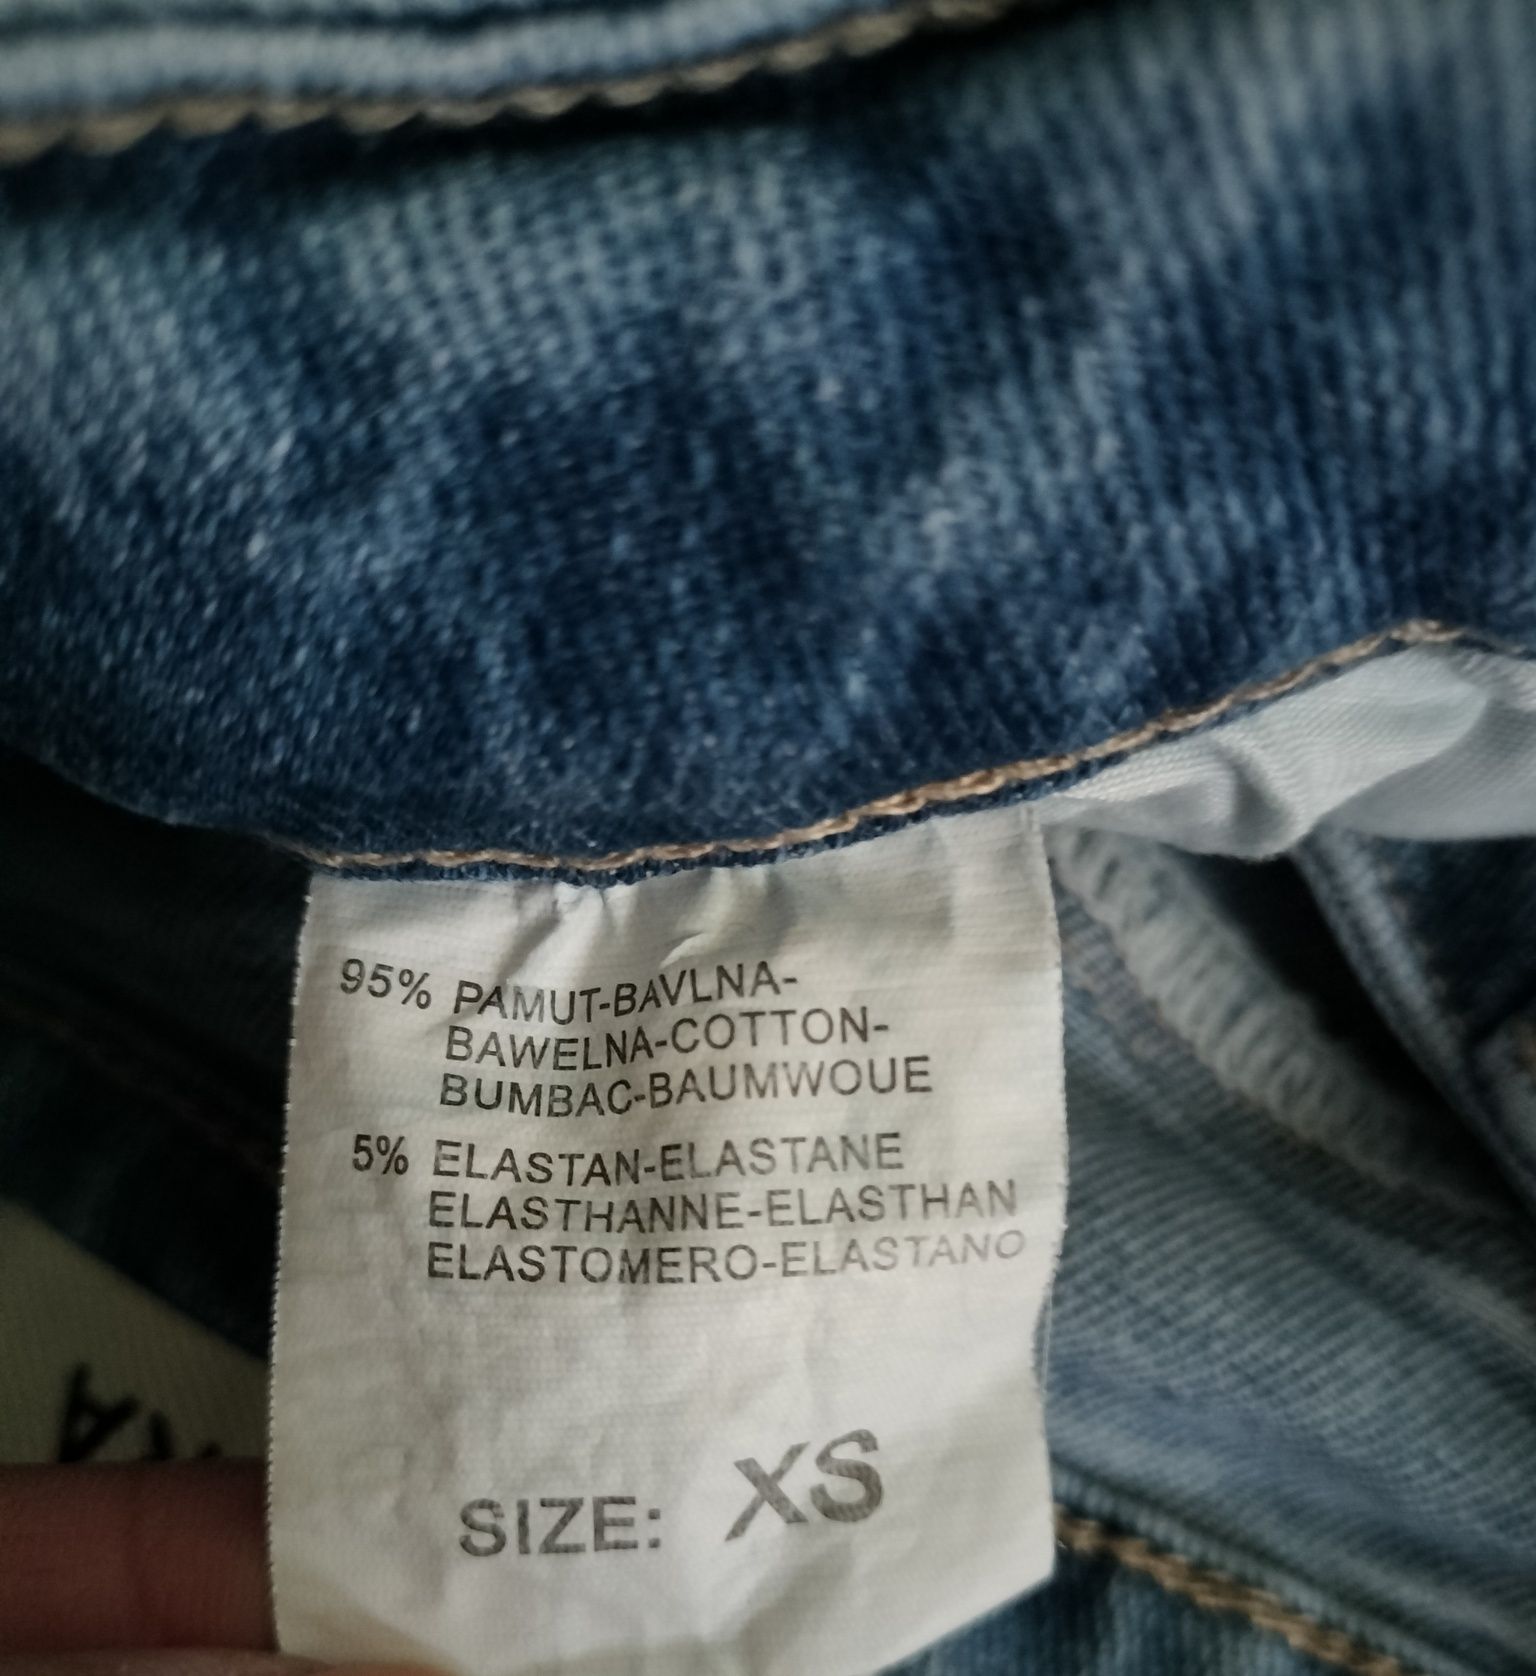 95% PAMUT-BAVLNA-
BAWELNA-COTTON-
BUMBAC-BAUMWOUE
5% ELASTAN-ELASTANE
ELASTHANNE-ELASTHAN
ELASTOMERO-ELASTANO
SIZE: XS